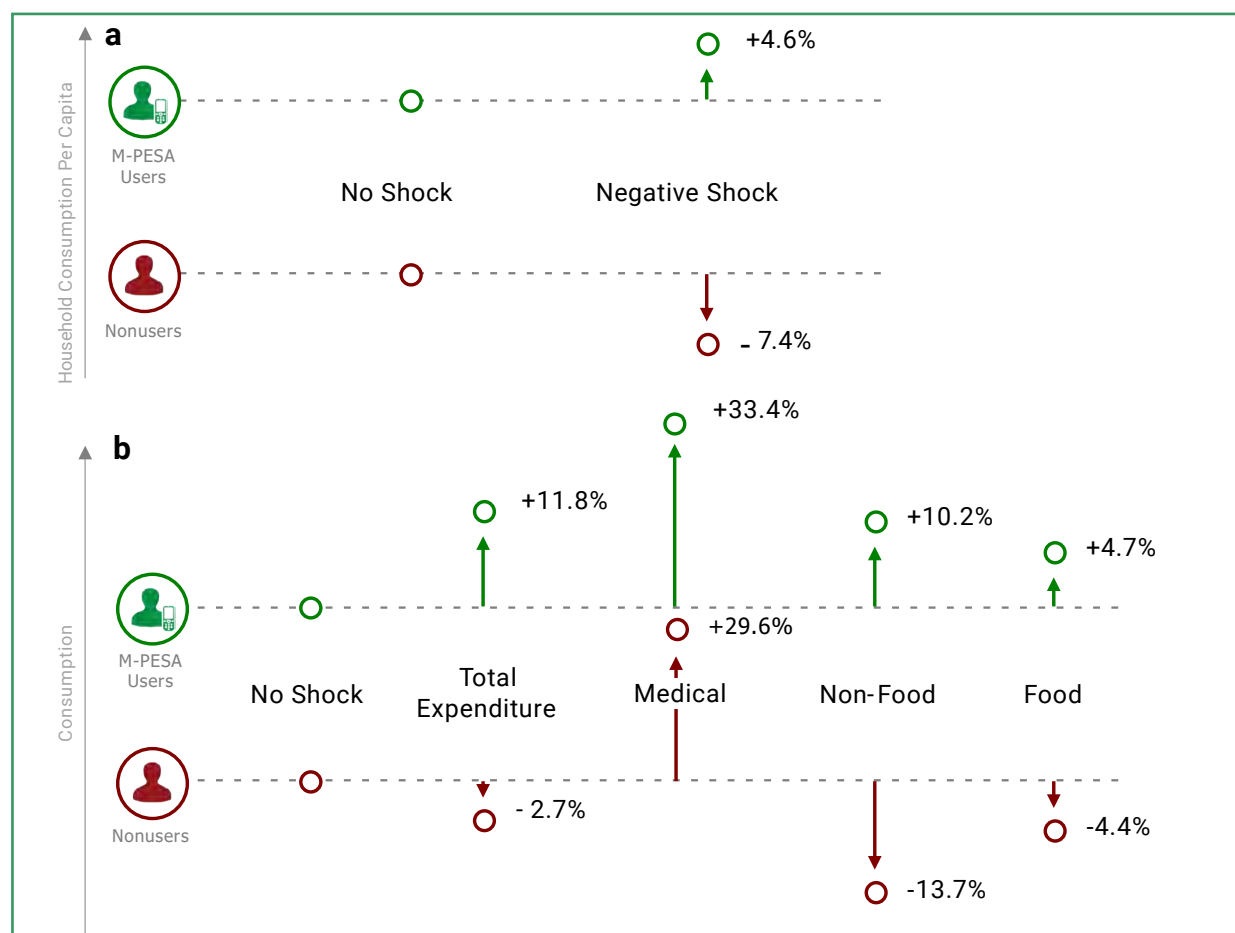 a
Household Consumption Per Capita
+4.6%
M-PESA
Users
No Shock
Negative Shock
Nonusers
- 7.4%
b
Consumption
+33.4%
+11.8%
+10.2%
+4.7%
M-PESA
Users
+29.6%
No Shock
Total
Expenditure
Medical
Non-Food
Food
Nonusers
- 2.7%
-4.4%
-13.7%